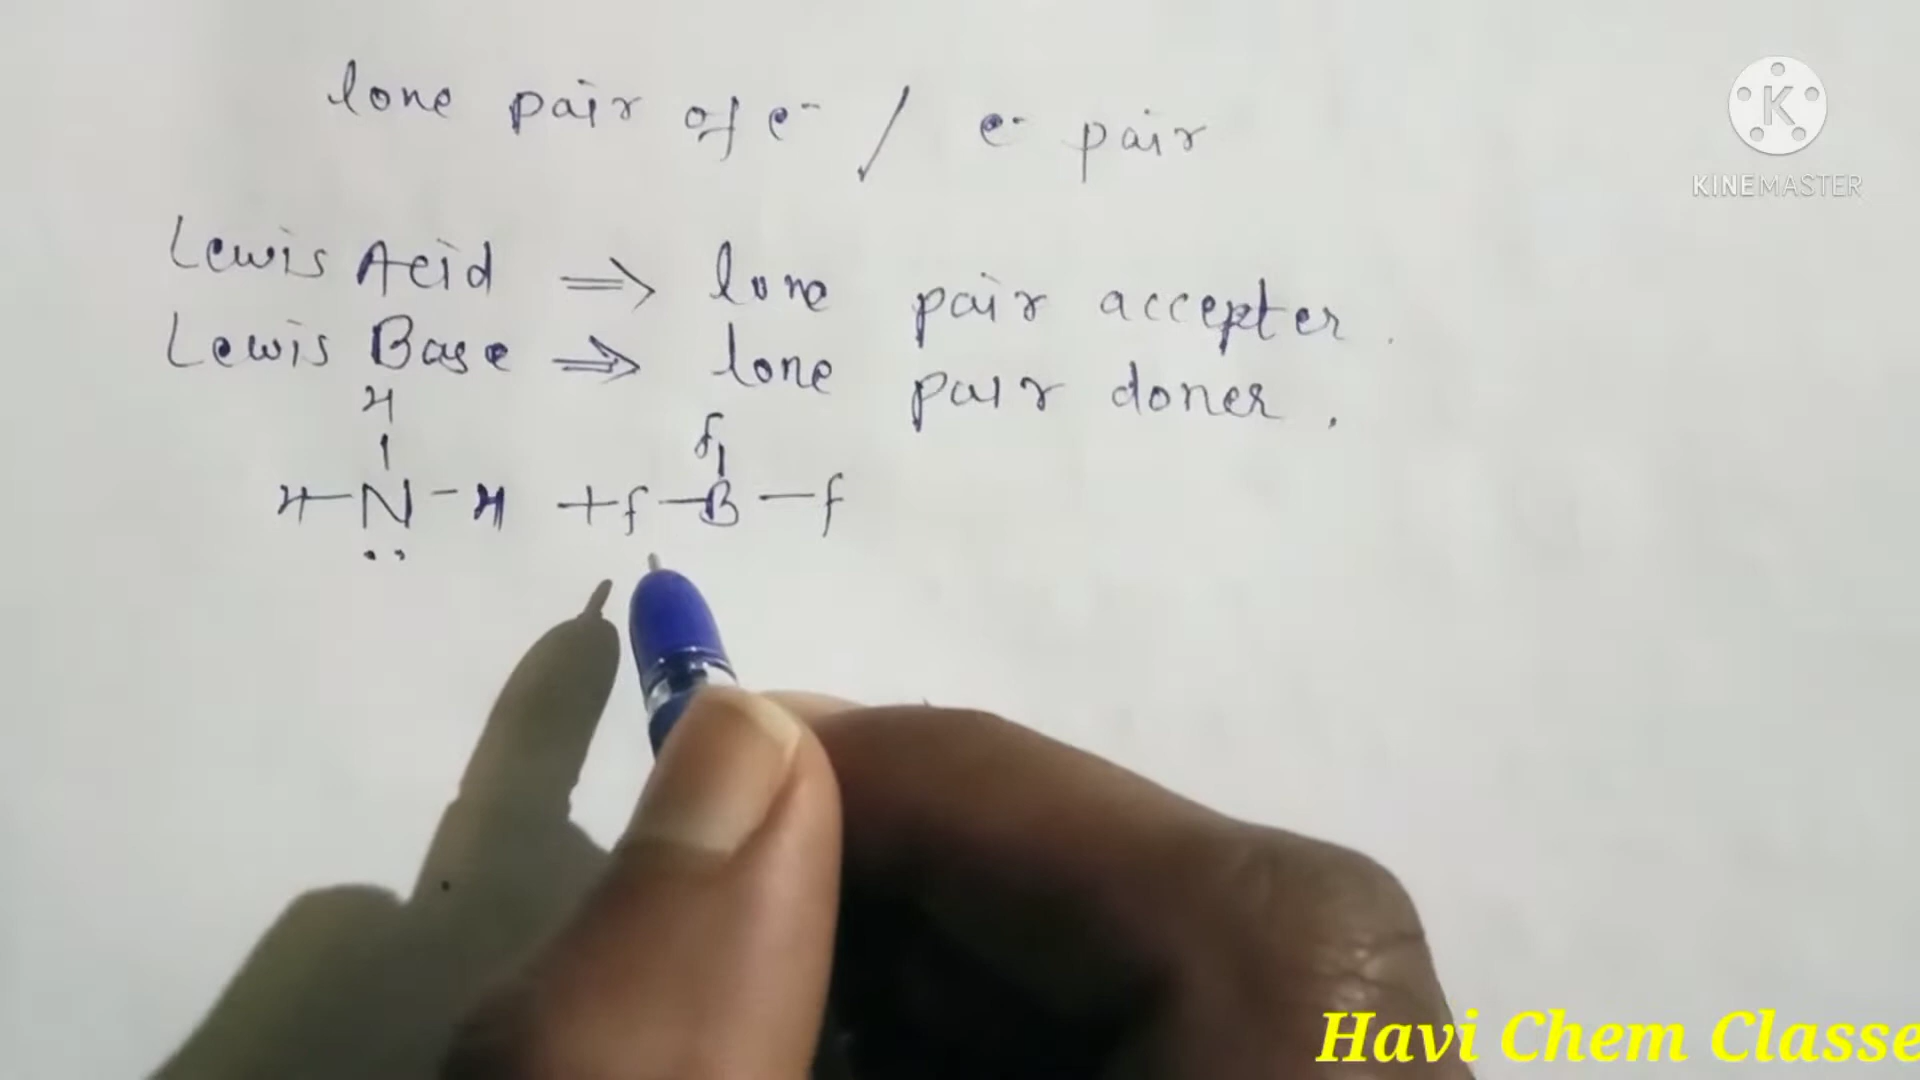 lone pair of e⁻ / e⁻ pair
KINEMASTER
Lewis Acid ⇒ lone pair accepter.
Lewis Base ⇒ lone pair doner.
H
f
H-N-H + f-B-f
Havi Chem Classe